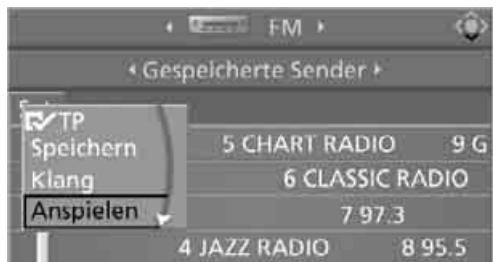 FM
Gespeicherte Sender
TP
Speichern 5 CHART RADIO 9 G
Klang 6 CLASSIC RADIO
Anspielen 7 97.3
4 JAZZ RADIO 8 95.5